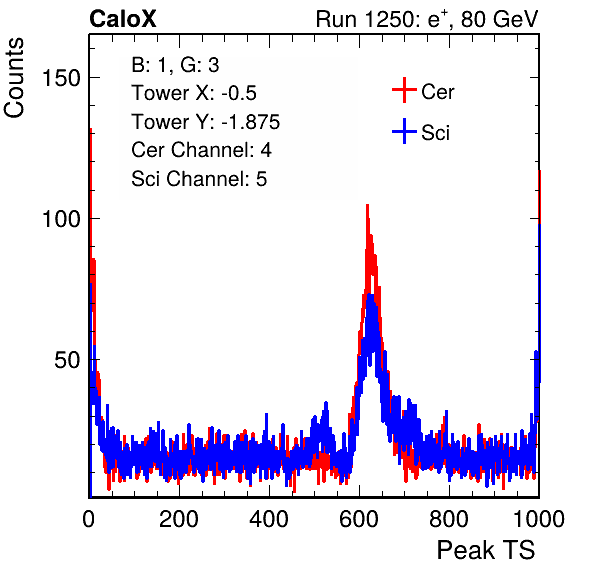 CaloX Run 1250: e+, 80 GeV
Counts
B: 1, G: 3
Tower X: -0.5
Tower Y: -1.875
Cer Channel: 4
Sci Channel: 5
Cer
Sci
150
100
50
0 200 400 600 800 1000
Peak TS